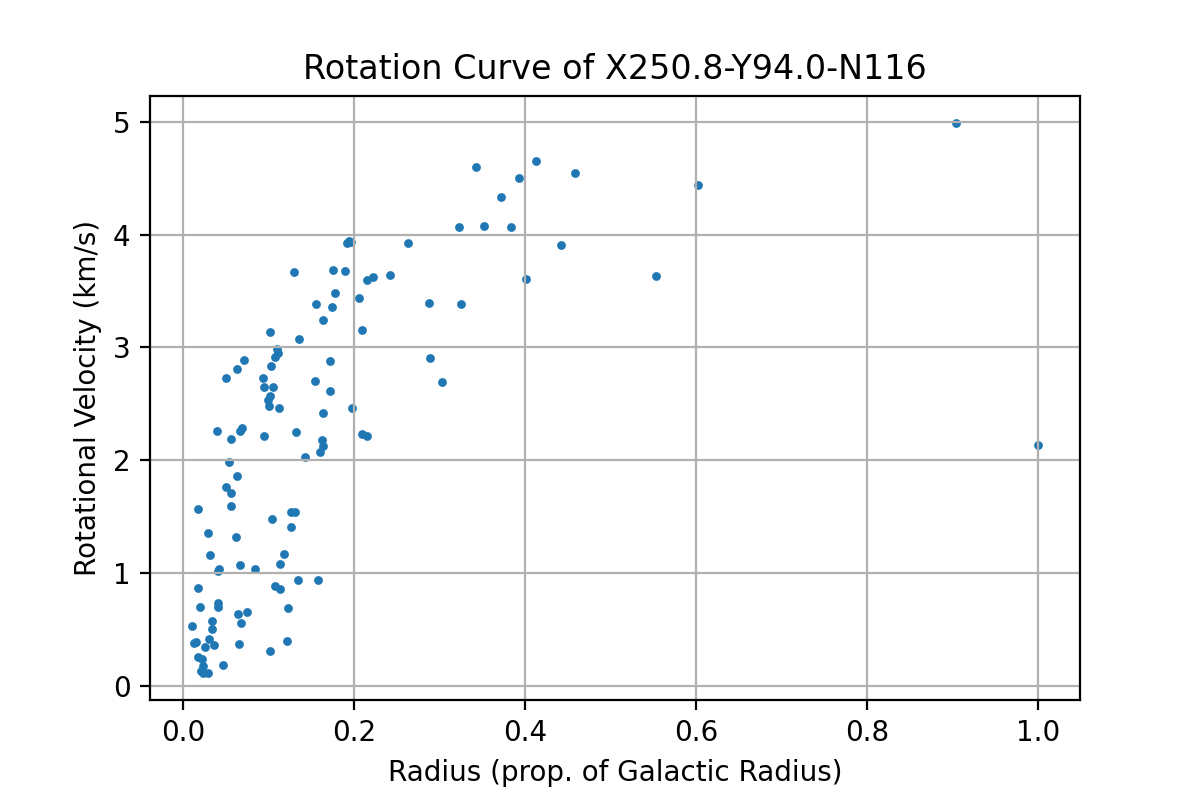 Rotation Curve of X250.8-Y94.0-N116
5
4
3
2
1
0
Rotational Velocity (km/s)
0.0 0.2 0.4 0.6 0.8 1.0
Radius (prop. of Galactic Radius)